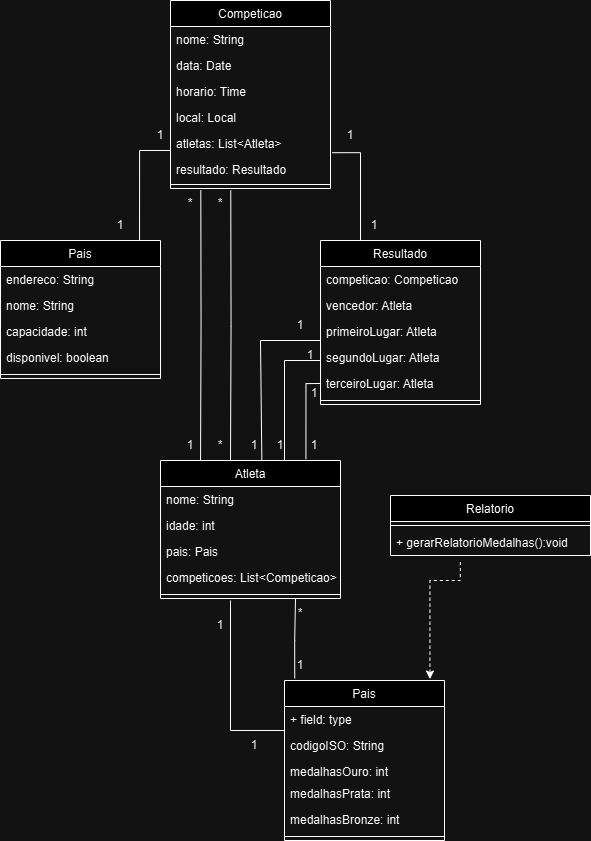 Competicao
nome: String
data: Date
horario: Time
local: Local
atletas: List<Atleta>
resultado: Resultado
1
1
1
1
*
*
Pais
endereco: String
nome: String
capacidade: int
disponivel: boolean
Resultado
competicao: Competicao
vencedor: Atleta
primeiroLugar: Atleta
segundoLugar: Atleta
terceiroLugar: Atleta
1
1
1
1
*
1
1
1
Atleta
nome: String
idade: int
pais: Pais
competicoes: List<Competicao>
Relatorio
+ gerarRelatorioMedalhas():void
1
*
1
1
Pais
+ field: type
codigoISO: String
medalhasOuro: int
medalhasPrata: int
medalhasBronze: int